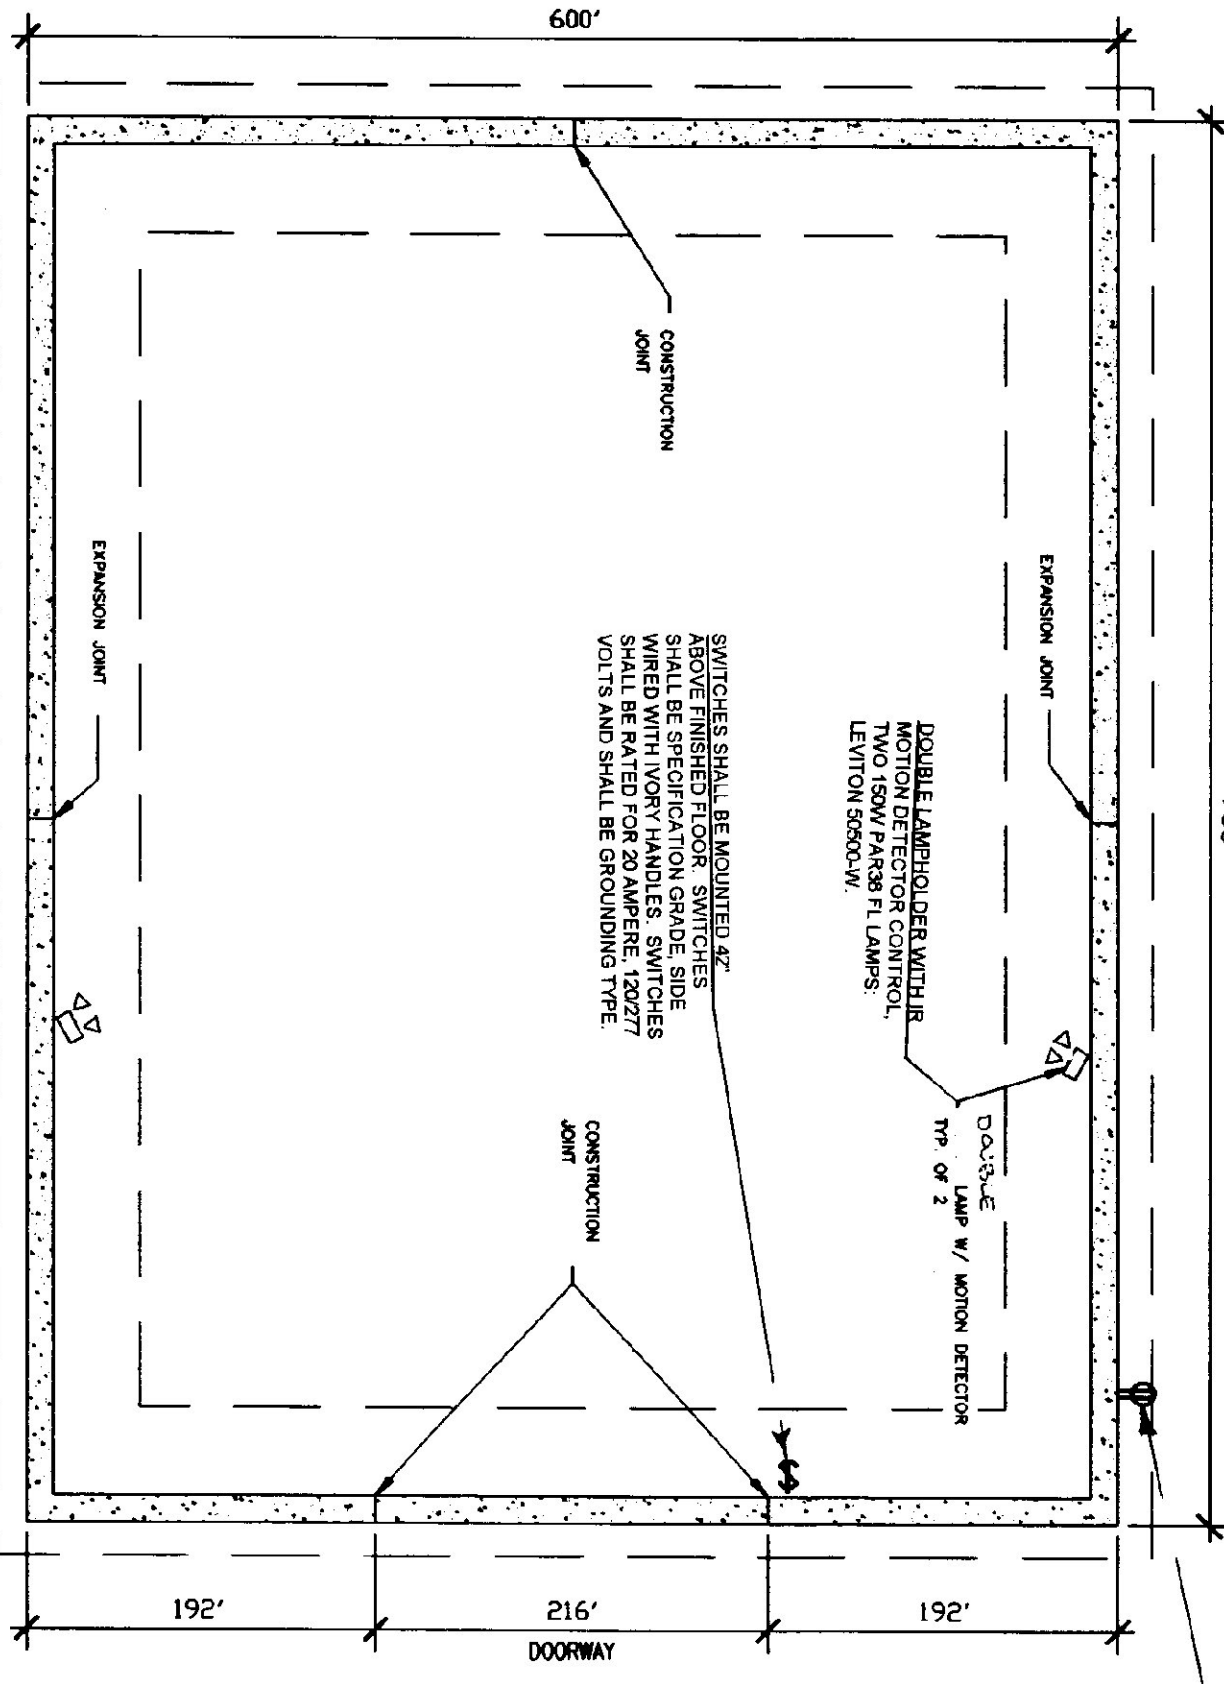 600'
CONSTRUCTION
JOINT
EXPANSION JOINT
EXPANSION JOINT
DOUBLE LAMPHOLDER WITH IR
MOTION DETECTOR CONTROL,
TWO 150W PAR38 FL LAMPS:
LEVITON 50500-W.
SWITCHES SHALL BE MOUNTED 42"
ABOVE FINISHED FLOOR. SWITCHES
SHALL BE SPECIFICATION GRADE, SIDE
WIRED WITH IVORY HANDLES. SWITCHES
SHALL BE RATED FOR 20 AMPERE, 120/277
VOLTS AND SHALL BE GROUNDING TYPE.
DOUBLE
LAMP W/ MOTION DETECTOR
TYP. OF 2
CONSTRUCTION
JOINT
$
192'
216'
192'
DOORWAY